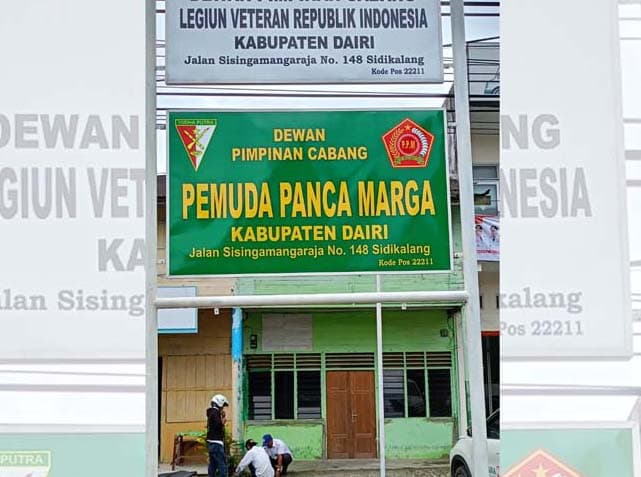 LEGIUN VETERAN REPUBLIK INDONESIA
KABUPATEN DAIRI
Jalan Sisingamangaraja No. 148 Sidikalang
Kode Pos 22211
YUDHA PUTRA
P.P.M
DEWAN
PIMPINAN CABANG
PEMUDA PANCA MARGA
KABUPATEN DAIRI
Jalan Sisingamangaraja No. 148 Sidikalang
Kode Pos 22211